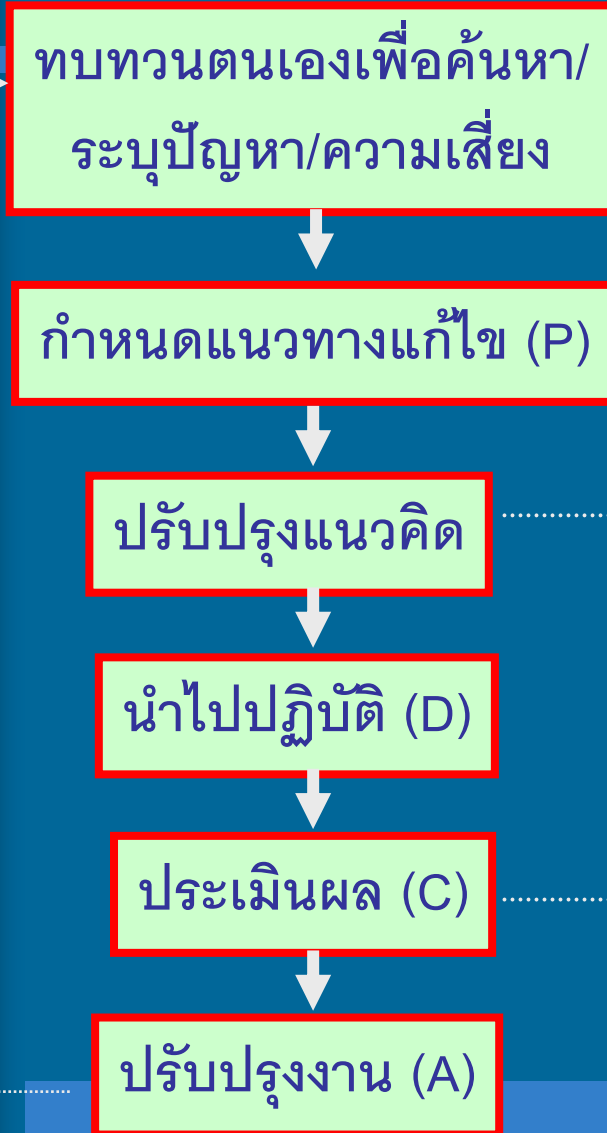 ทบทวนตนเองเพื่อค้นหา/
ระบุปัญหา/ความเสี่ยง
กำหนดแนวทางแก้ไข (P)
ปรับปรุงแนวคิด
นำไปปฏิบัติ (D)
ประเมินผล (C)
ปรับปรุงงาน (A)